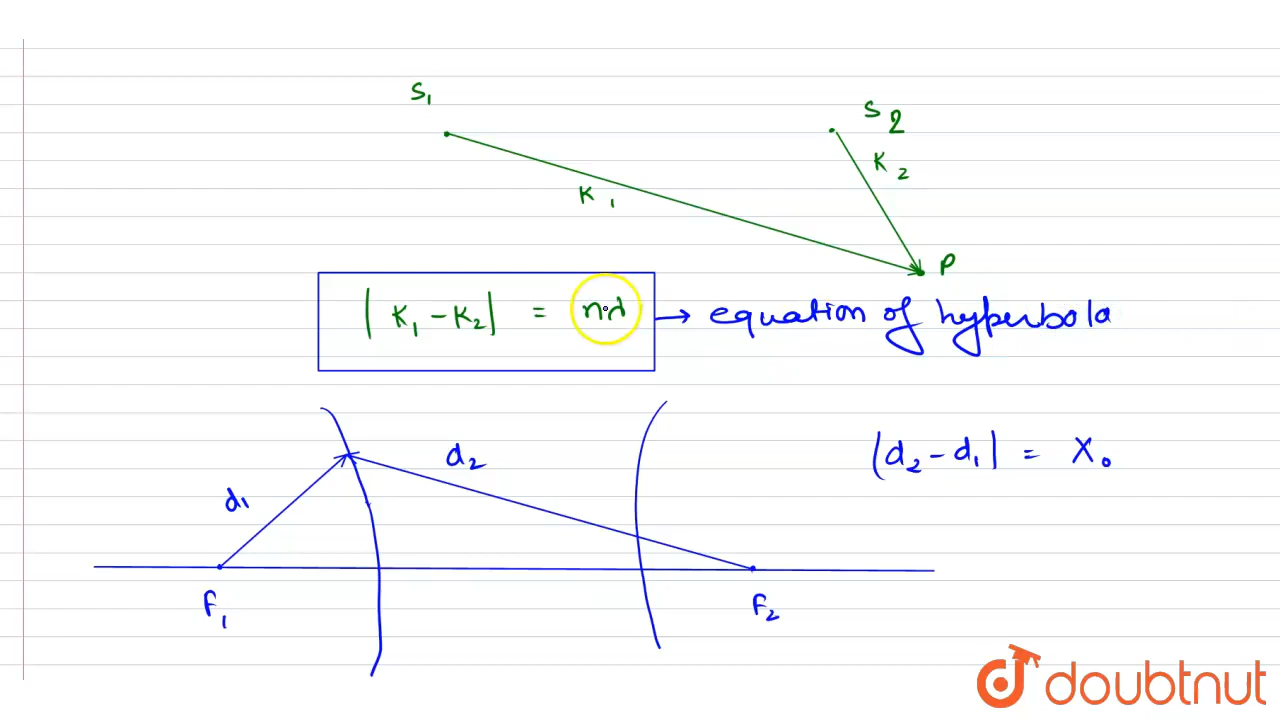 S1
S2
K2
K1
P
|K1 - K2| = nλ → equation of hyperbola
d2
|d2 - d1| = X0
d1
F1
F2
doubtnut